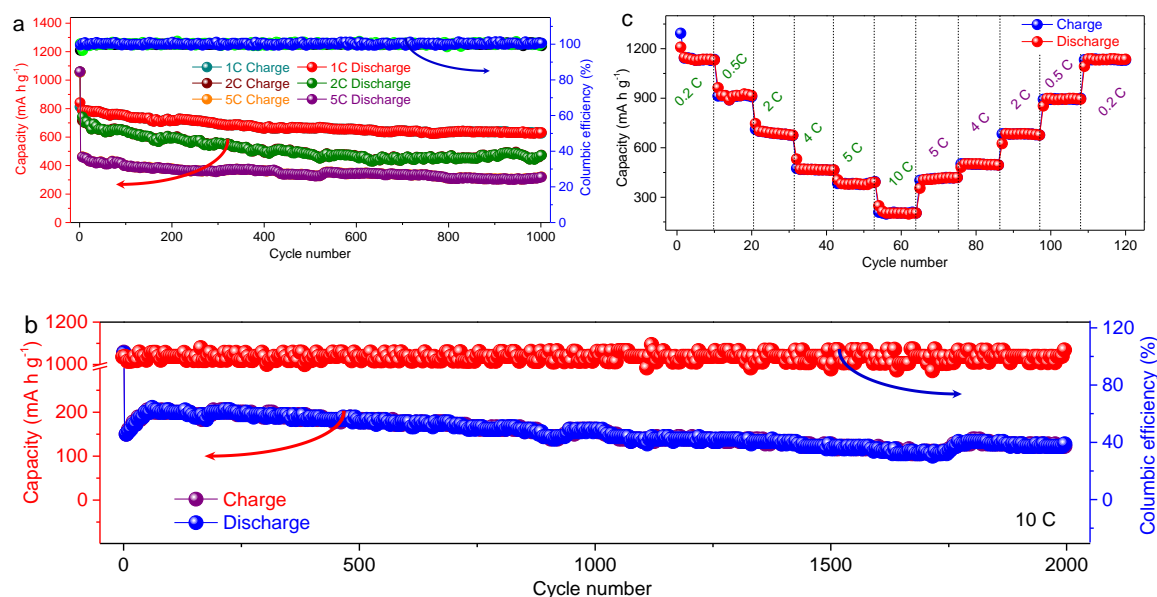 a
1400
1200
1000
800
600
400
200
0
Capacity (mA h g⁻¹)
1C Charge 1C Discharge
2C Charge 2C Discharge
5C Charge 5C Discharge
100
80
60
40
20
0
Columbic efficiency (%)
0 200 400 600 800 1000
Cycle number
c
Charge
Discharge
1200
900
600
300
Capacity (mA h g⁻¹)
0.2 C
0.5C
2 C
4 C
5 C
10 C
5 C
4 C
2 C
0.5 C
0.2 C
0 20 40 60 80 100 120
Cycle number
b
1200
1000
200
100
0
Capacity (mA h g⁻¹)
Charge
Discharge
10 C
120
80
40
0
Columbic efficiency (%)
0 500 1000 1500 2000
Cycle number